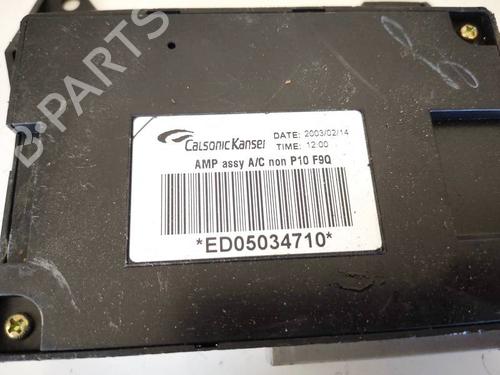 B-PARTS
CalsonicKansei DATE: 2003/02/14
TIME: 12:00
AMP assy A/C non P10 F9Q
*ED05034710*